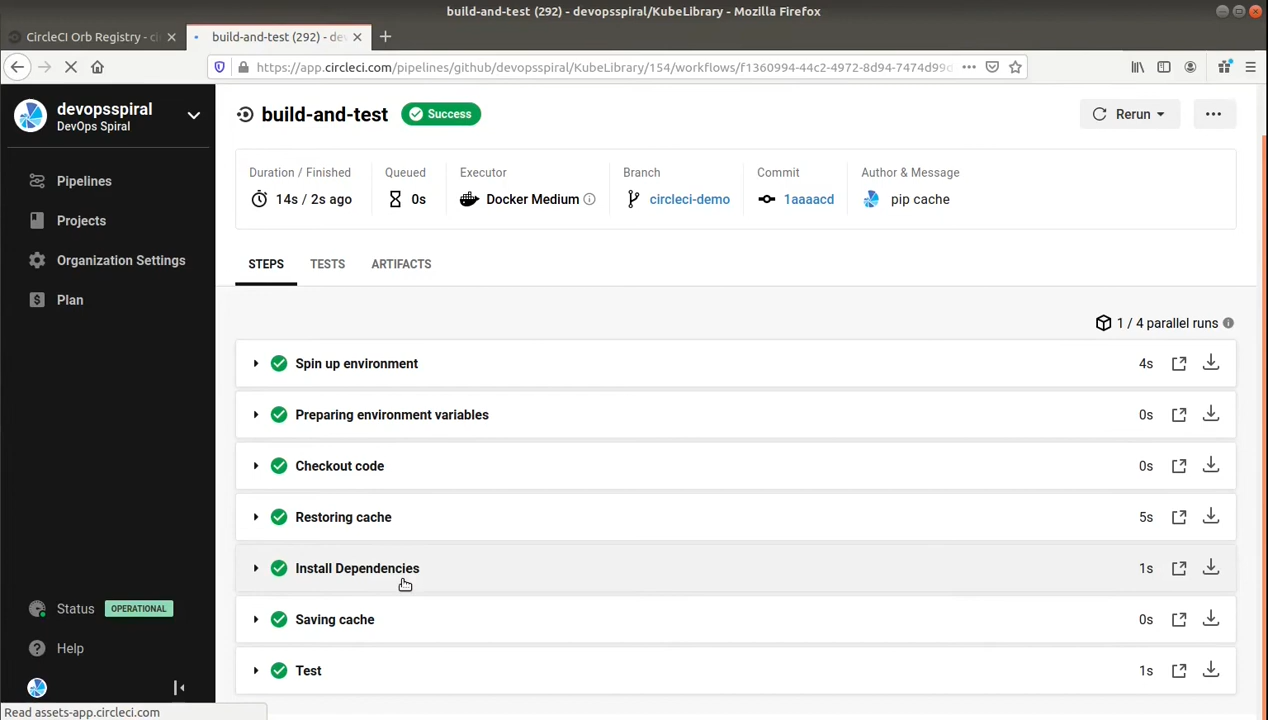 build-and-test (292) - devopsspiral/KubeLibrary - Mozilla Firefox
CircleCI Orb Registry - ci
build-and-test (292) - dev
https://app.circleci.com/pipelines/github/devopsspiral/KubeLibrary/154/workflows/f1360994-44c2-4972-8d94-7474d99d
devopsspiral
DevOps Spiral
Pipelines
Projects
Organization Settings
Plan
Status OPERATIONAL
Help
build-and-test Success
Rerun
Duration / Finished
14s / 2s ago
Queued
0s
Executor
Docker Medium
Branch
circleci-demo
Commit
1aaaacd
Author & Message
pip cache
STEPS TESTS ARTIFACTS
1 / 4 parallel runs
Spin up environment 4s
Preparing environment variables 0s
Checkout code 0s
Restoring cache 5s
Install Dependencies 1s
Saving cache 0s
Test 1s
Read assets-app.circleci.com